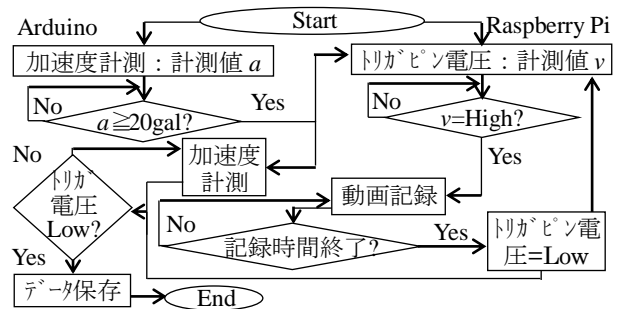 Start
Arduino
Raspberry Pi
加速度計測：計測値 a
ﾄﾘｶﾞﾋﾟﾝ電圧：計測値 v
No
a≧20gal?
Yes
No
v=High?
Yes
No
加速度
計測
ﾄﾘｶﾞ
電圧
Low?
動画記録
No
記録時間終了?
Yes
ﾄﾘｶﾞﾋﾟﾝ電
圧=Low
Yes
ﾃﾞｰﾀ保存
End